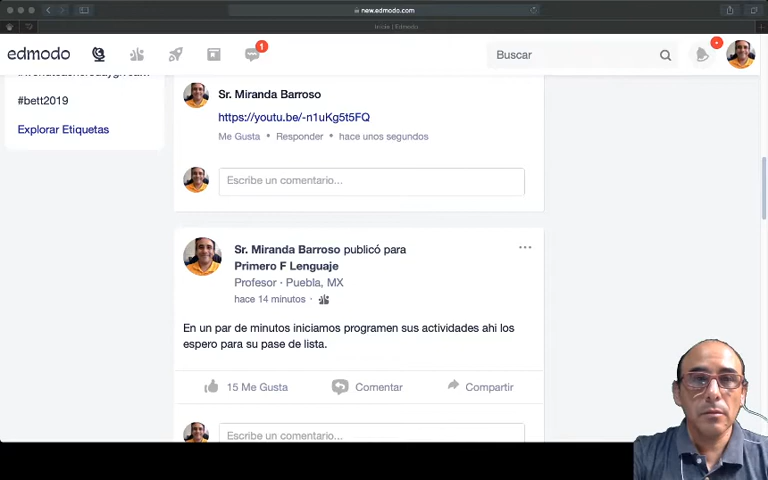 new.edmodo.com
Inicio | Edmodo
edmodo
1
Buscar
#bett2019
Explorar Etiquetas
Sr. Miranda Barroso
https://youtu.be/-n1uKg5t5FQ
Me Gusta • Responder • hace unos segundos
Escribe un comentario...
Sr. Miranda Barroso publicó para
Primero F Lenguaje
Profesor · Puebla, MX
hace 14 minutos ·
En un par de minutos iniciamos programen sus actividades ahi los
espero para su pase de lista.
15 Me Gusta
Comentar
Compartir
Escribe un comentario...